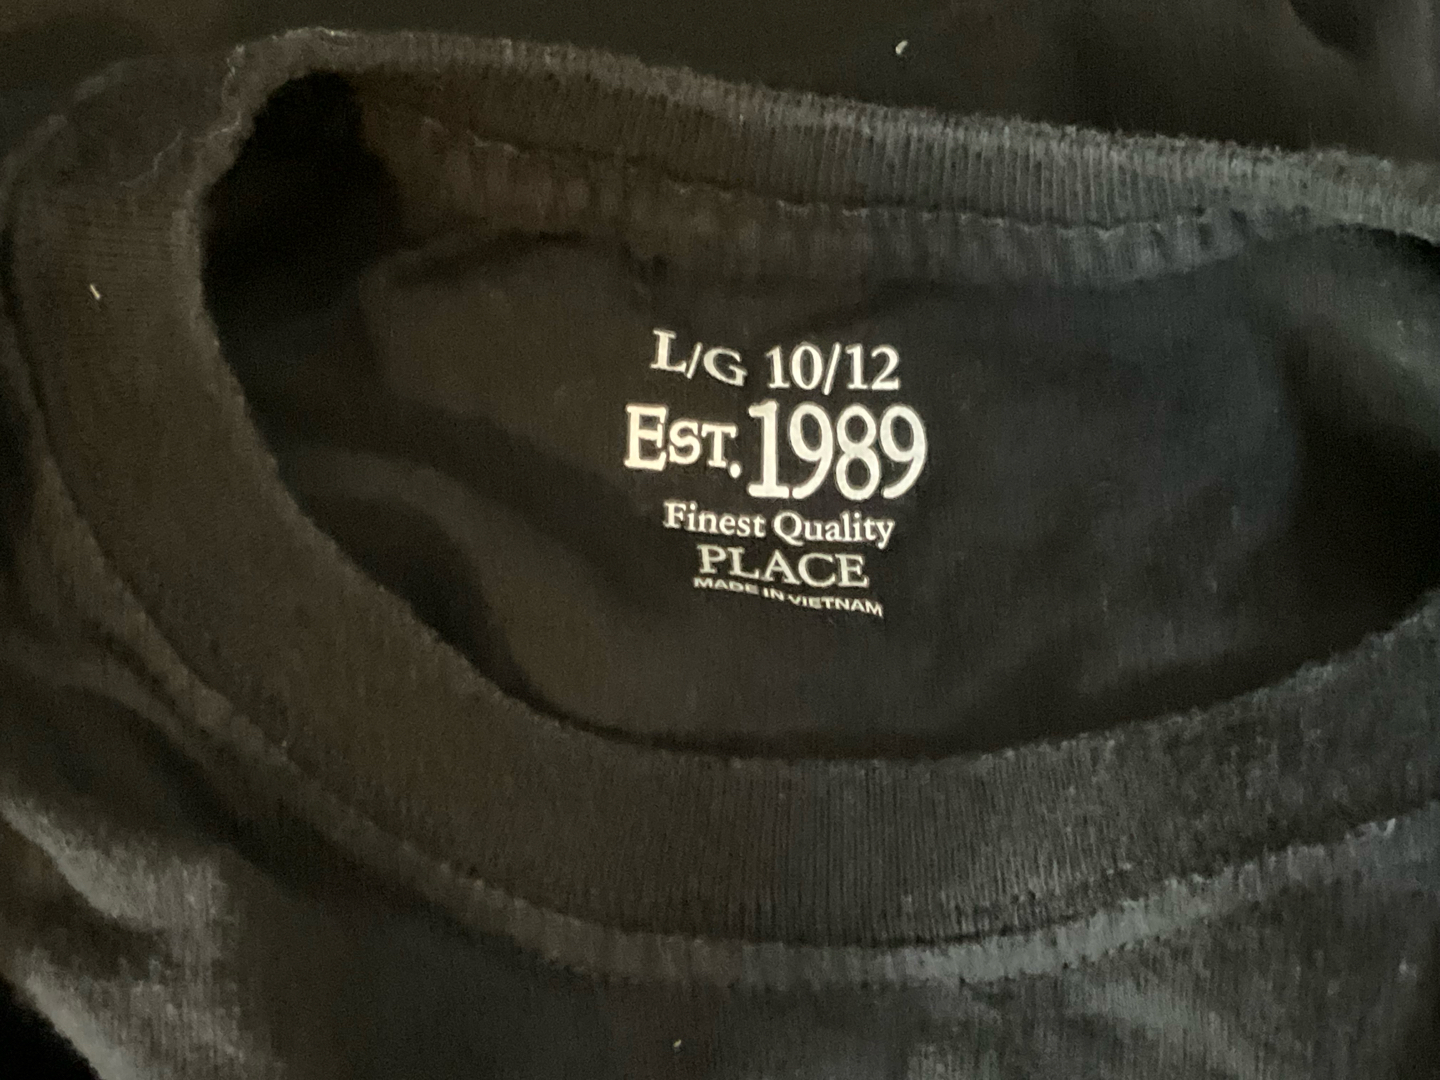 L/G 10/12
EST. 1989
Finest Quality
PLACE
MADE IN VIETNAM